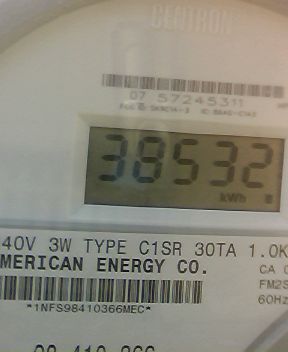 CENTRON
07 57245311
38532
kWh
40V 3W TYPE C1SR 30TA 1.0K
MERICAN ENERGY CO.
CA 0
FM2S
60Hz
*1NFS98410366MEC*